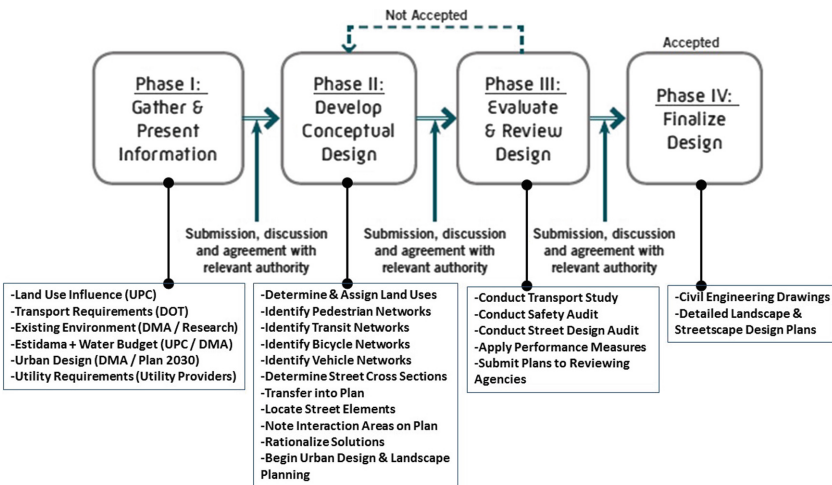 Not Accepted
Accepted
Phase I:
Gather &
Present
Information
Phase II:
Develop
Conceptual
Design
Phase III:
Evaluate
& Review
Design
Phase IV:
Finalize
Design
Submission, discussion
and agreement with
relevant authority
Submission, discussion
and agreement with
relevant authority
Submission, discussion
and agreement with
relevant authority
-Land Use Influence (UPC)
-Transport Requirements (DOT)
-Existing Environment (DMA / Research)
-Estidama + Water Budget (UPC / DMA)
-Urban Design (DMA / Plan 2030)
-Utility Requirements (Utility Providers)
-Determine & Assign Land Uses
-Identify Pedestrian Networks
-Identify Transit Networks
-Identify Bicycle Networks
-Identify Vehicle Networks
-Determine Street Cross Sections
-Transfer into Plan
-Locate Street Elements
-Note Interaction Areas on Plan
-Rationalize Solutions
-Begin Urban Design & Landscape
Planning
-Conduct Transport Study
-Conduct Safety Audit
-Conduct Street Design Audit
-Apply Performance Measures
-Submit Plans to Reviewing
Agencies
-Civil Engineering Drawings
-Detailed Landscape &
Streetscape Design Plans